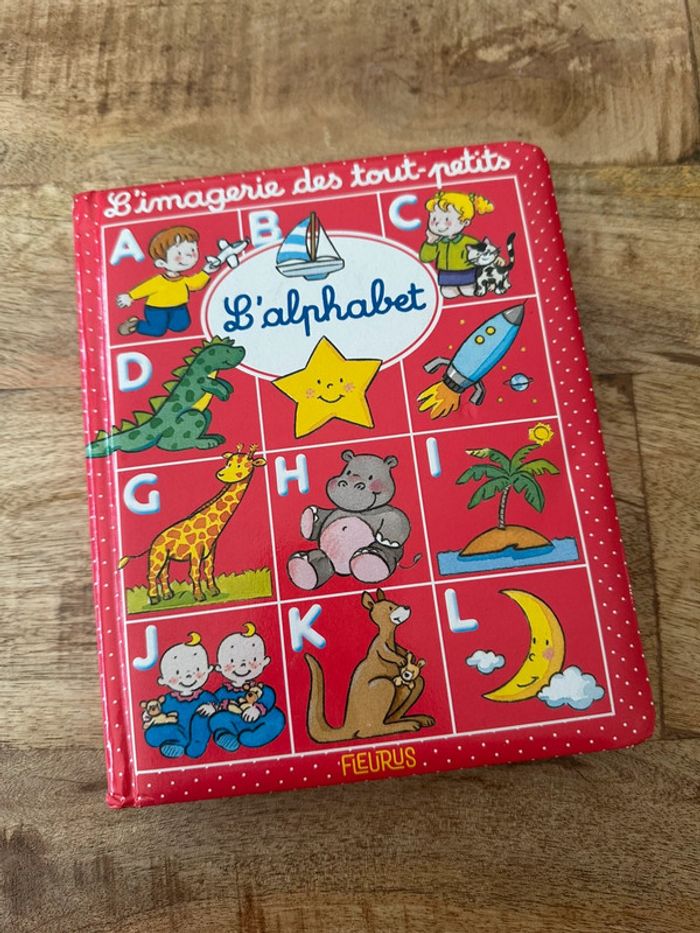 L'imagerie des tout-petits
A B C
L'alphabet
D
G H I
J K L
FLEURUS